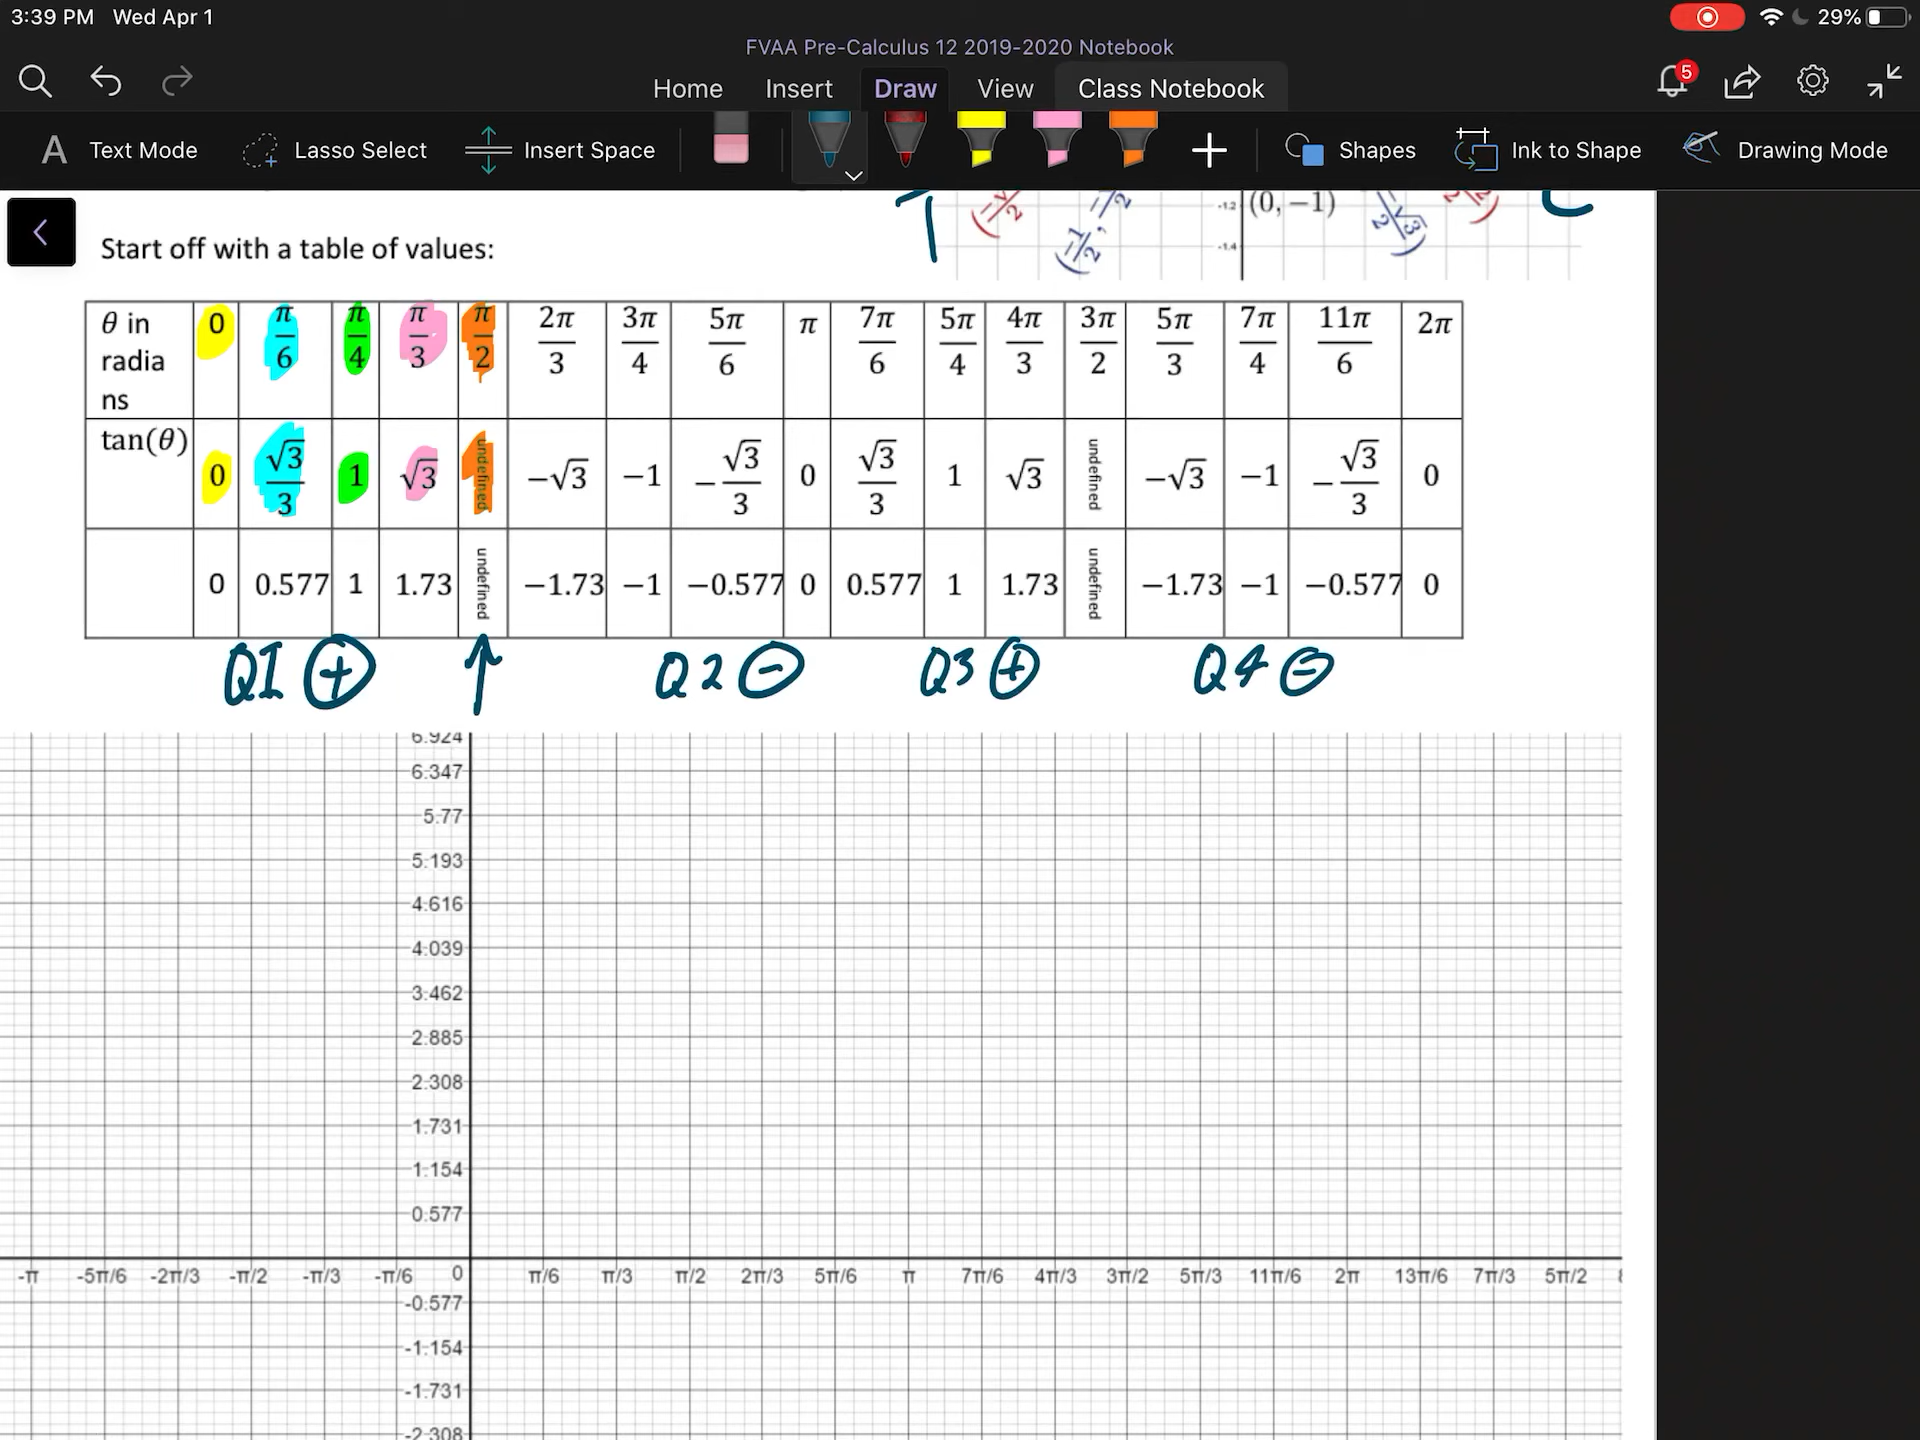 3:39 PM Wed Apr 1
29%
FVAA Pre-Calculus 12 2019-2020 Notebook
Home Insert Draw View Class Notebook
5
A Text Mode Lasso Select Insert Space Shapes Ink to Shape Drawing Mode
-1.2 (0, −1)
-1.4
Start off with a table of values:
θ in radia ns 0 π/6 π/4 π/3 π/2 2π/3 3π/4 5π/6 π 7π/6 5π/4 4π/3 3π/2 5π/3 7π/4 11π/6 2π
tan(θ) 0 √3/3 1 √3 undefined −√3 −1 −√3/3 0 √3/3 1 √3 undefined −√3 −1 −√3/3 0
0 0.577 1 1.73 undefined −1.73 −1 −0.577 0 0.577 1 1.73 undefined −1.73 −1 −0.577 0
Q1 + ↑ Q2 − Q3 + Q4 −
6.924
6.347
5.77
5.193
4.616
4.039
3.462
2.885
2.308
1.731
1.154
0.577
-π -5π/6 -2π/3 -π/2 -π/3 -π/6 0 π/6 π/3 π/2 2π/3 5π/6 π 7π/6 4π/3 3π/2 5π/3 11π/6 2π 13π/6 7π/3 5π/2
-0.577
-1.154
-1.731
-2.308